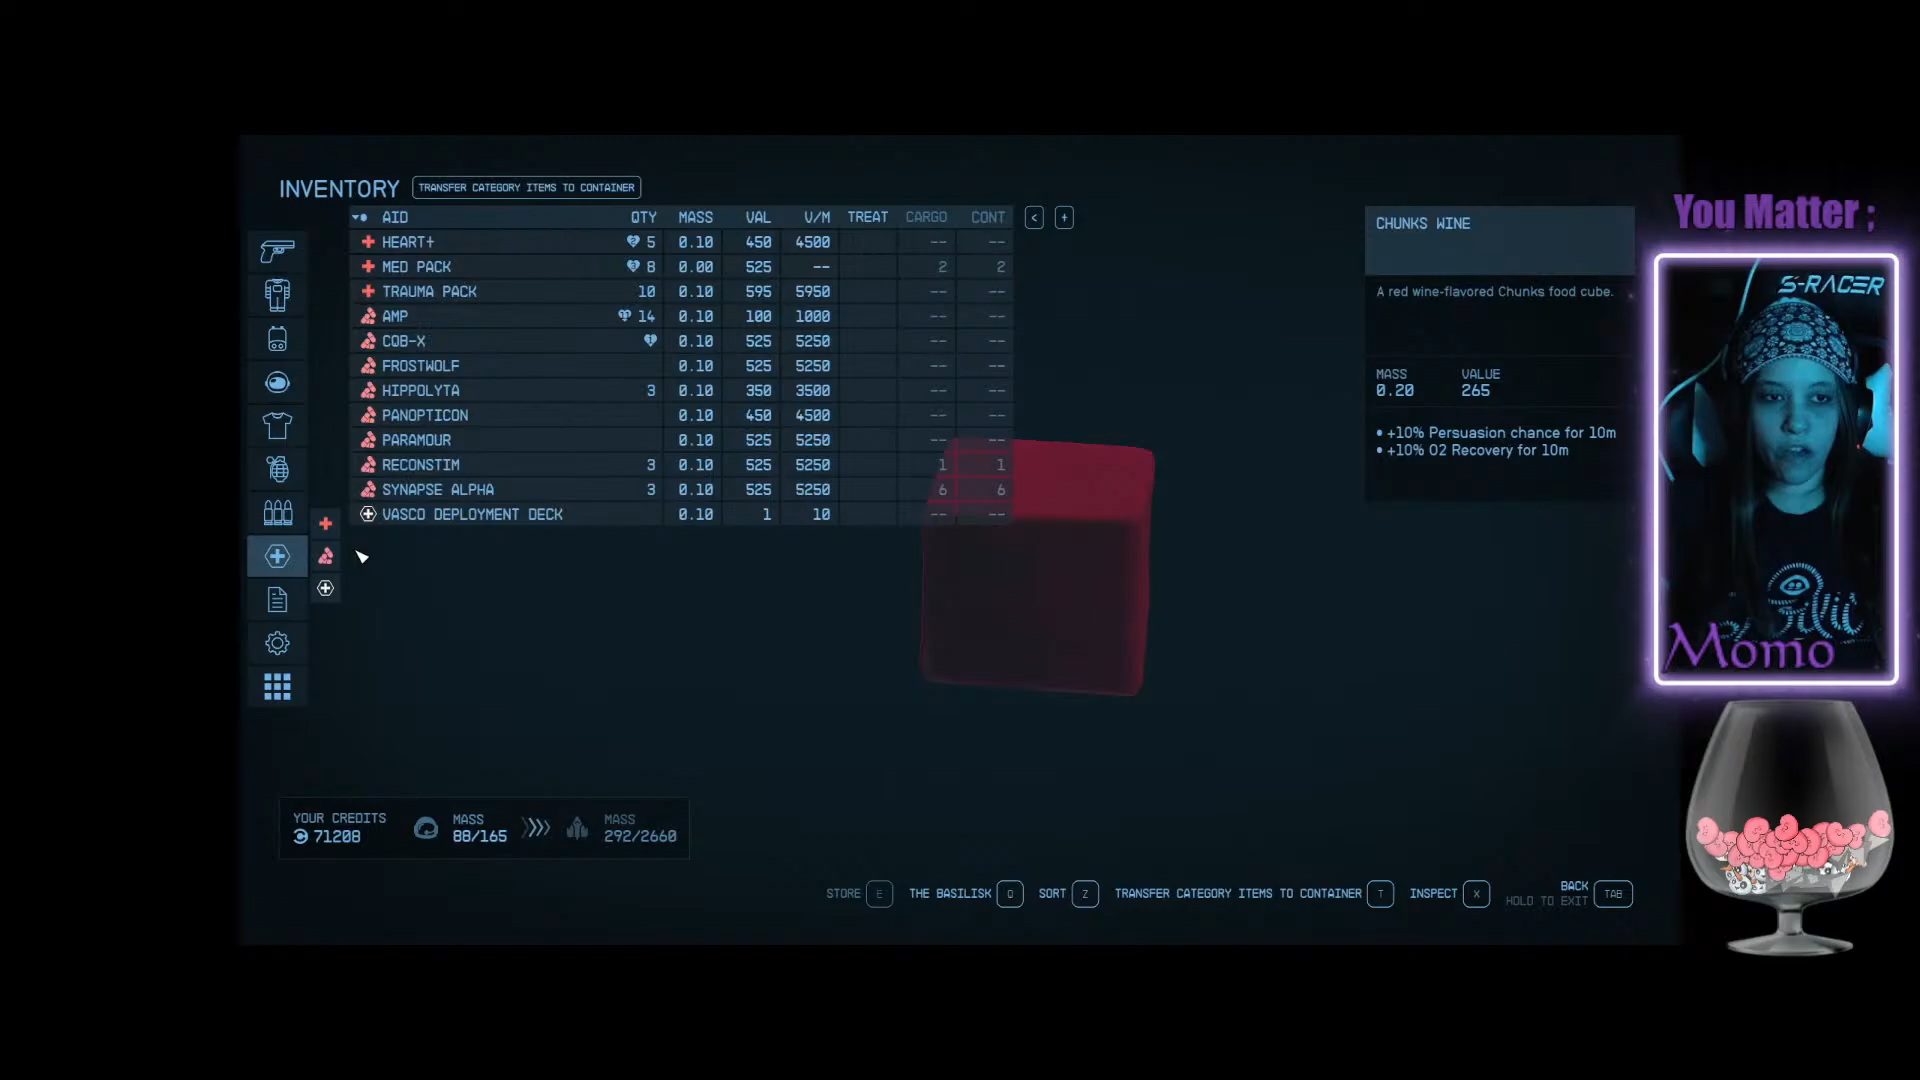 INVENTORY TRANSFER CATEGORY ITEMS TO CONTAINER
AID QTY MASS VAL V/M TREAT CARGO CONT < +
HEART+ 5 0.10 450 4500 -- --
MED PACK 8 0.00 525 -- 2 2
TRAUMA PACK 10 0.10 595 5950 -- --
AMP 14 0.10 100 1000 -- --
CQB-X 0.10 525 5250 -- --
FROSTWOLF 0.10 525 5250 -- --
HIPPOLYTA 3 0.10 350 3500 -- --
PANOPTICON 0.10 450 4500 -- --
PARAMOUR 0.10 525 5250 -- --
RECONSTIM 3 0.10 525 5250 1 1
SYNAPSE ALPHA 3 0.10 525 5250 6 6
VASCO DEPLOYMENT DECK 0.10 1 10 -- --
CHUNKS WINE
A red wine-flavored Chunks food cube.
MASS VALUE
0.20 265
• +10% Persuasion chance for 10m
• +10% O2 Recovery for 10m
You Matter ;
S-RACER
Momo
YOUR CREDITS MASS MASS
71208 88/165 292/2660
STORE E THE BASILISK Q SORT Z TRANSFER CATEGORY ITEMS TO CONTAINER T INSPECT X BACK TAB
HOLD TO EXIT